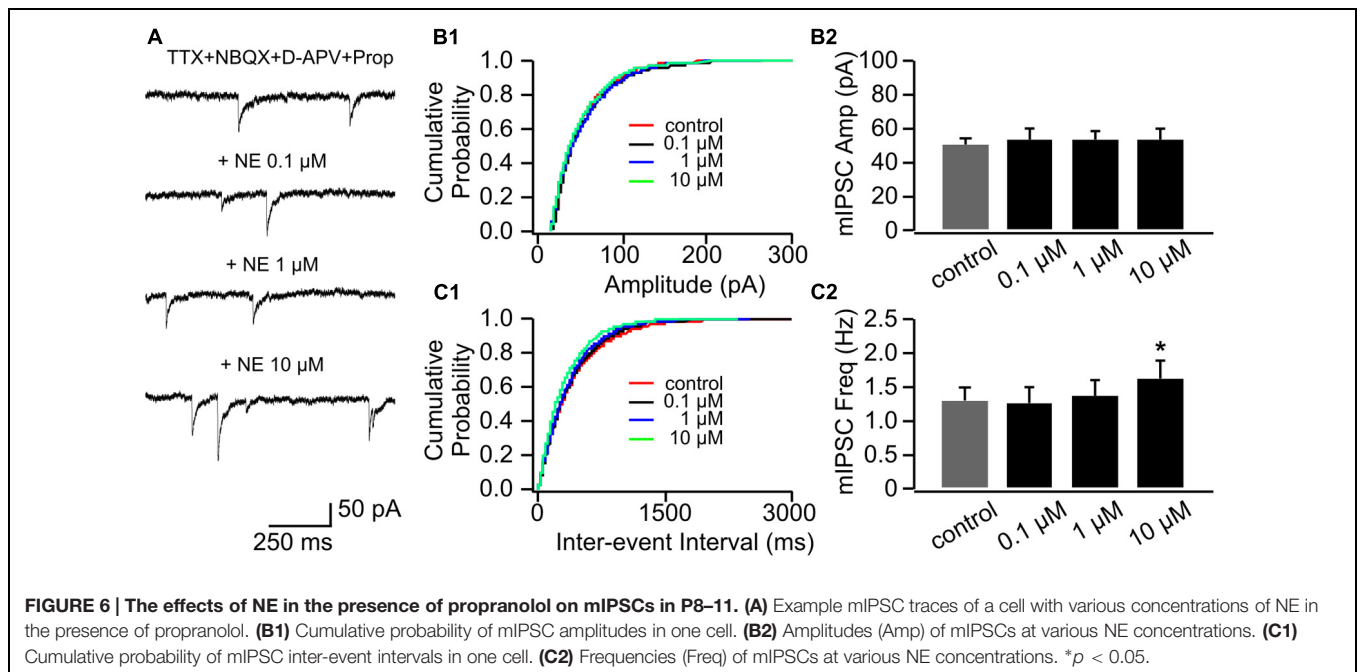 A
TTX+NBQX+D-APV+Prop
+ NE 0.1 µM
+ NE 1 µM
+ NE 10 µM
50 pA
250 ms
B1
Cumulative
Probability
1.0
0.8
0.6
0.4
0.2
0.0
control
0.1 µM
1 µM
10 µM
0
100
200
300
Amplitude (pA)
B2
mIPSC Amp (pA)
100
80
60
40
20
0
control
0.1 µM
1 µM
10 µM
C1
Cumulative
Probability
1.0
0.8
0.6
0.4
0.2
0.0
control
0.1 µM
1 µM
10 µM
0
1500
3000
Inter-event Interval (ms)
C2
mIPSC Freq (Hz)
2.5
2.0
1.5
1.0
0.5
0
*
control
0.1 µM
1 µM
10 µM
FIGURE 6 | The effects of NE in the presence of propranolol on mIPSCs in P8–11. (A) Example mIPSC traces of a cell with various concentrations of NE in
the presence of propranolol. (B1) Cumulative probability of mIPSC amplitudes in one cell. (B2) Amplitudes (Amp) of mIPSCs at various NE concentrations. (C1)
Cumulative probability of mIPSC inter-event intervals in one cell. (C2) Frequencies (Freq) of mIPSCs at various NE concentrations. *p < 0.05.